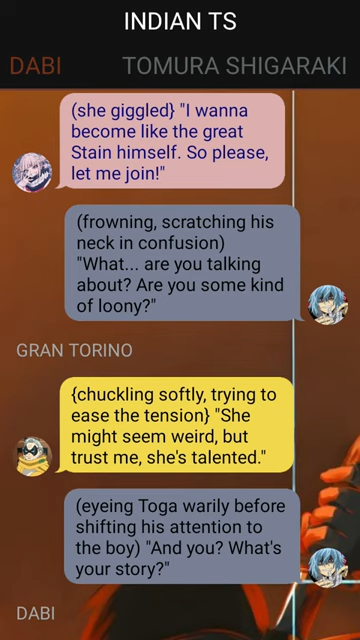 INDIAN TS
DABI
TOMURA SHIGARAKI
(she giggled} "I wanna
become like the great
Stain himself. So please,
let me join!"
(frowning, scratching his
neck in confusion)
"What... are you talking
about? Are you some kind
of loony?"
GRAN TORINO
{chuckling softly, trying to
ease the tension} "She
might seem weird, but
trust me, she's talented."
(eyeing Toga warily before
shifting his attention to
the boy) "And you? What's
your story?"
DABI